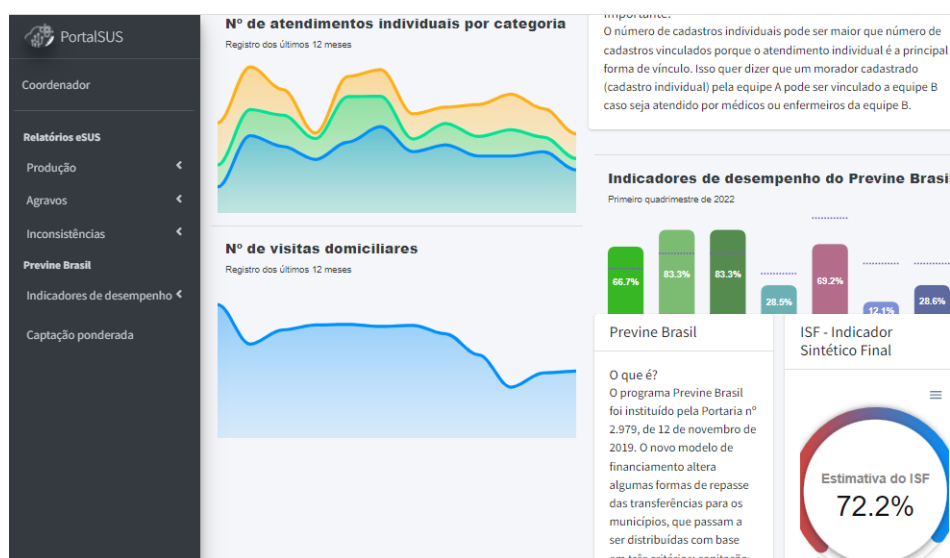 PortalSUS
Coordenador
Relatórios eSUS
Produção
Agravos
Inconsistências
Previne Brasil
Indicadores de desempenho
Captação ponderada
Nº de atendimentos individuais por categoria
Registro dos últimos 12 meses
Nº de visitas domiciliares
Registro dos últimos 12 meses
Importante:
O número de cadastros individuais pode ser maior que número de
cadastros vinculados porque o atendimento individual é a principal
forma de vínculo. Isso quer dizer que um morador cadastrado
(cadastro individual) pela equipe A pode ser vinculado a equipe B
caso seja atendido por médicos ou enfermeiros da equipe B.
Indicadores de desempenho do Previne Brasil
Primeiro quadrimestre de 2022
66.7%
83.3%
83.3%
28.5%
69.2%
12.1%
28.6%
Previne Brasil
O que é?
O programa Previne Brasil
foi instituído pela Portaria nº
2.979, de 12 de novembro de
2019. O novo modelo de
financiamento altera
algumas formas de repasse
das transferências para os
municípios, que passam a
ser distribuídas com base
em três critérios: capitação
ISF - Indicador
Sintético Final
Estimativa do ISF
72.2%